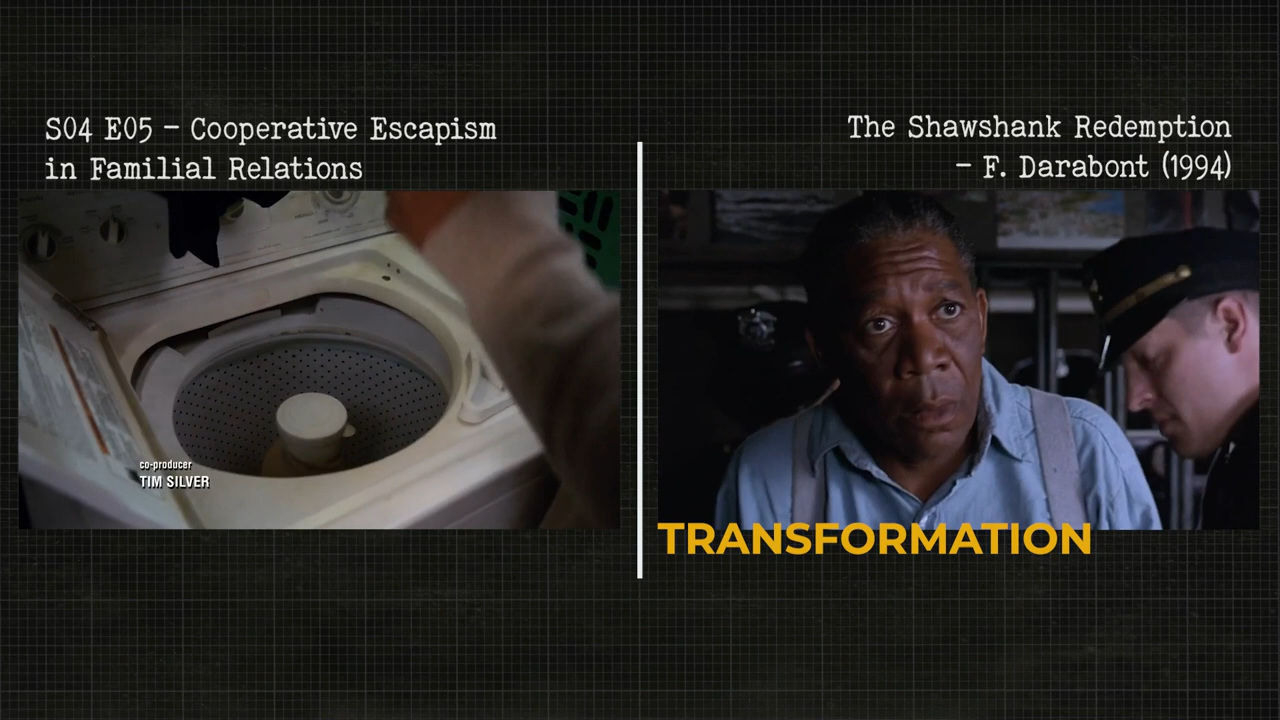 S04 E05 – Cooperative Escapism
in Familial Relations
The Shawshank Redemption
– F. Darabont (1994)
co-producer
TIM SILVER
TRANSFORMATION